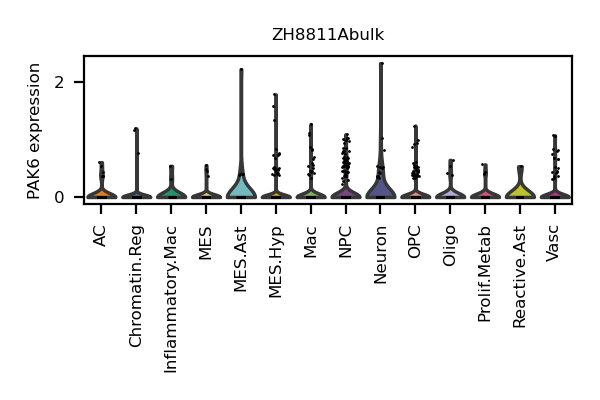 ZH8811Abulk
PAK6 expression
2
0
AC
Chromatin.Reg
Inflammatory.Mac
MES
MES.Ast
MES.Hyp
Mac
NPC
Neuron
OPC
Oligo
Prolif.Metab
Reactive.Ast
Vasc